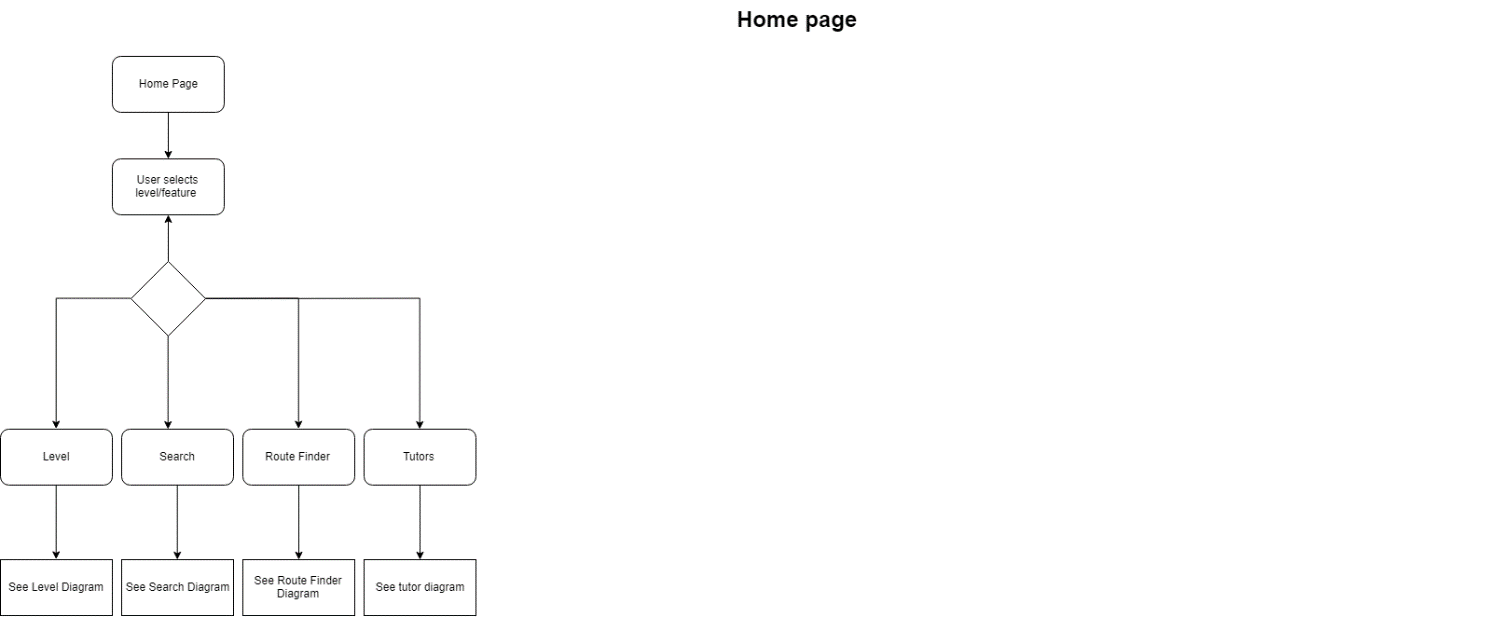 Home page
Home Page
User selects
level/feature
Level
Search
Route Finder
Tutors
See Level Diagram
See Search Diagram
See Route Finder
Diagram
See tutor diagram